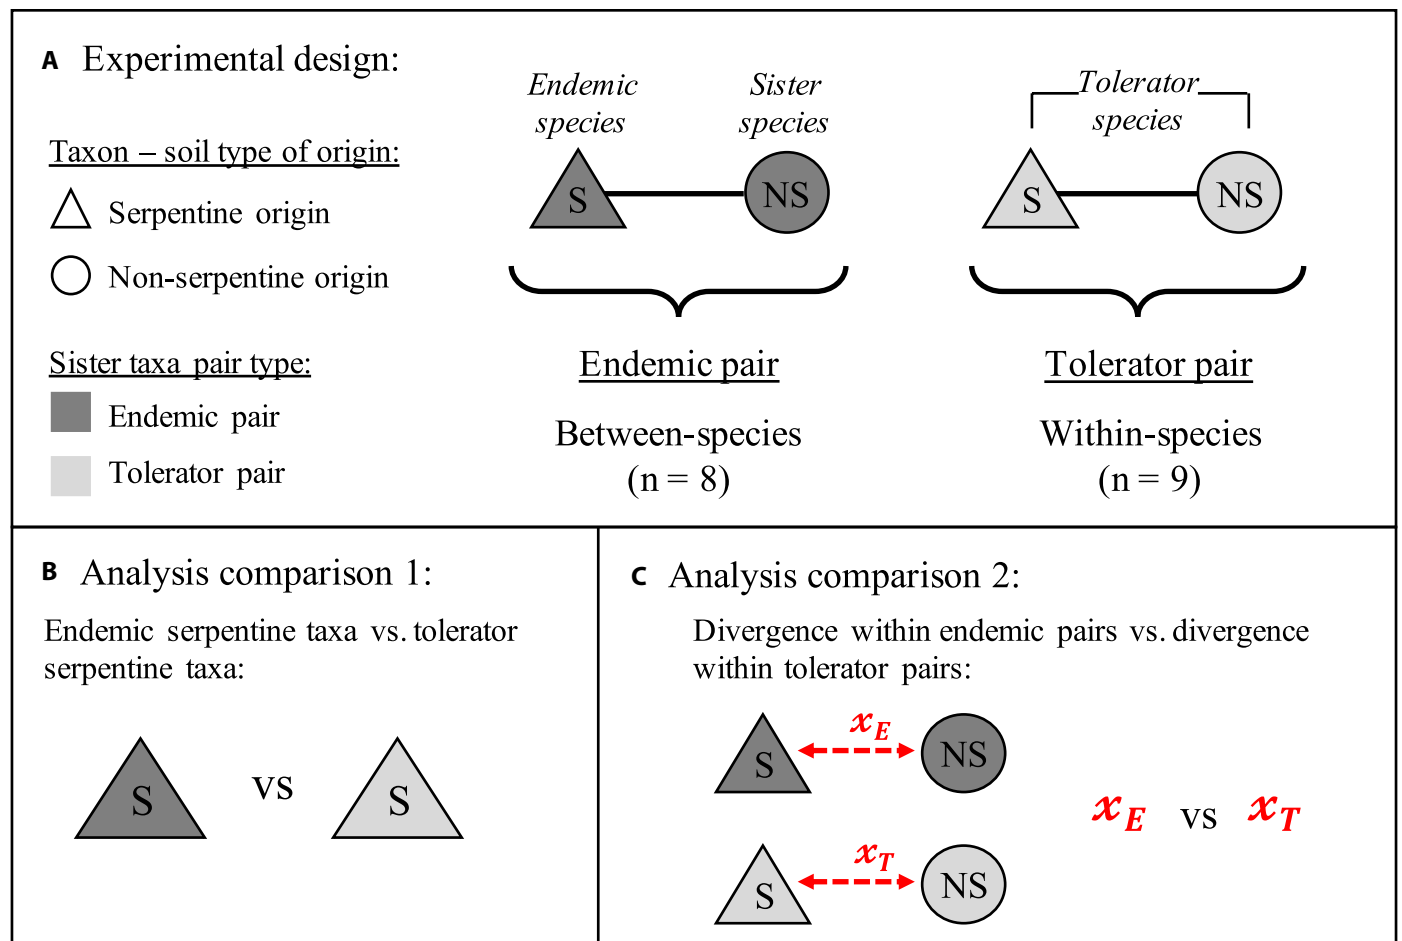 A Experimental design:
Taxon – soil type of origin:
Serpentine origin
Non-serpentine origin
Sister taxa pair type:
Endemic pair
Tolerator pair
Endemic
species
Sister
species
S
NS
Endemic pair
Between-species
(n = 8)
Tolerator
species
S
NS
Tolerator pair
Within-species
(n = 9)
B Analysis comparison 1:
Endemic serpentine taxa vs. tolerator
serpentine taxa:
S vs S
C Analysis comparison 2:
Divergence within endemic pairs vs. divergence
within tolerator pairs:
S x_E NS
S x_T NS
x_E vs x_T